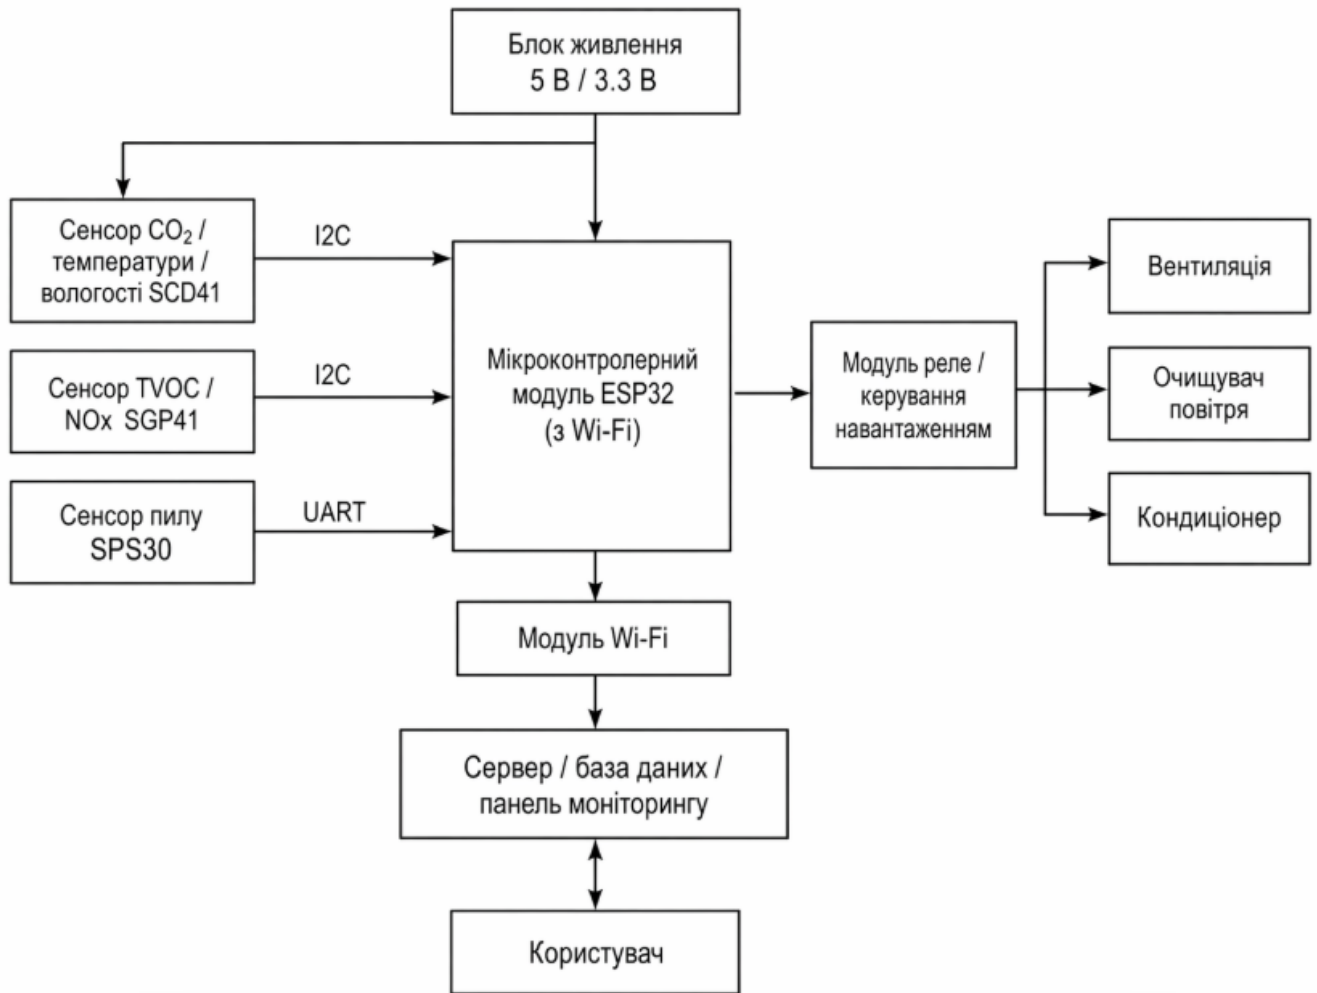 Блок живлення
5 В / 3.3 В
Сенсор CO₂ /
температури /
вологості SCD41
I2C
Сенсор TVOC /
NOx SGP41
I2C
Сенсор пилу
SPS30
UART
Мікроконтролерний
модуль ESP32
(з Wi-Fi)
Модуль реле /
керування
навантаженням
Вентиляція
Очищувач
повітря
Кондиціонер
Модуль Wi-Fi
Сервер / база даних /
панель моніторингу
Користувач